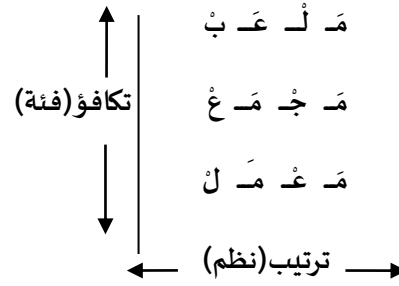 مَـ لْـ عَـ بْ
مَـ جْـ مَـ عْ
تكافؤ(فئة)
مَـ عْـ مَـ لْ
ترتيب(نظم)